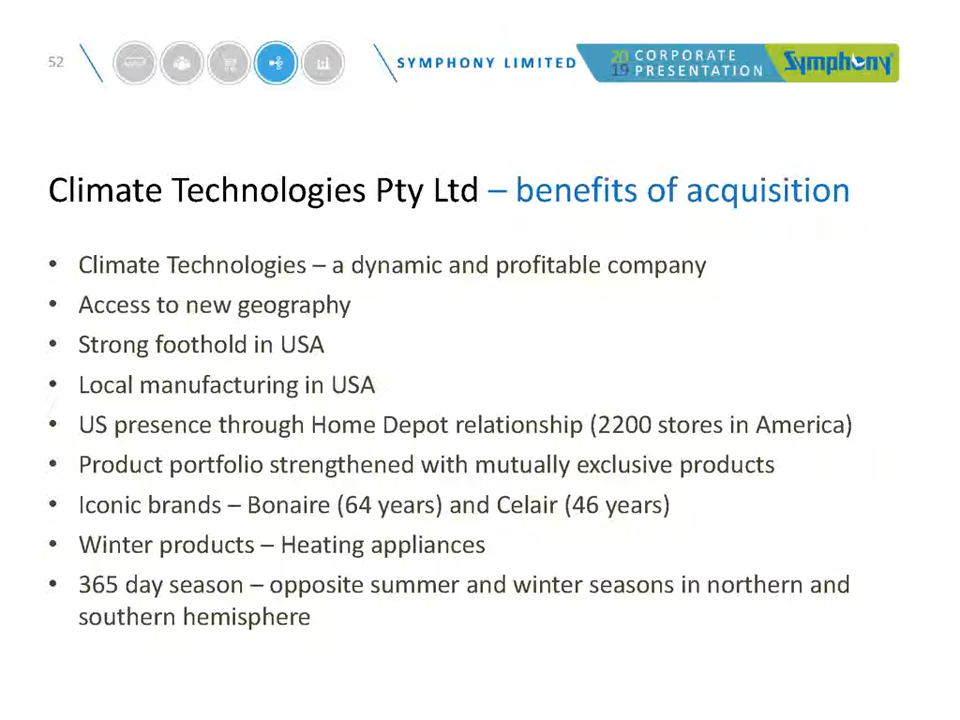 52
SYMPHONY LIMITED
20 CORPORATE
19 PRESENTATION
Symphony
Climate Technologies Pty Ltd – benefits of acquisition
• Climate Technologies – a dynamic and profitable company
• Access to new geography
• Strong foothold in USA
• Local manufacturing in USA
• US presence through Home Depot relationship (2200 stores in America)
• Product portfolio strengthened with mutually exclusive products
• Iconic brands – Bonaire (64 years) and Celair (46 years)
• Winter products – Heating appliances
• 365 day season – opposite summer and winter seasons in northern and
southern hemisphere